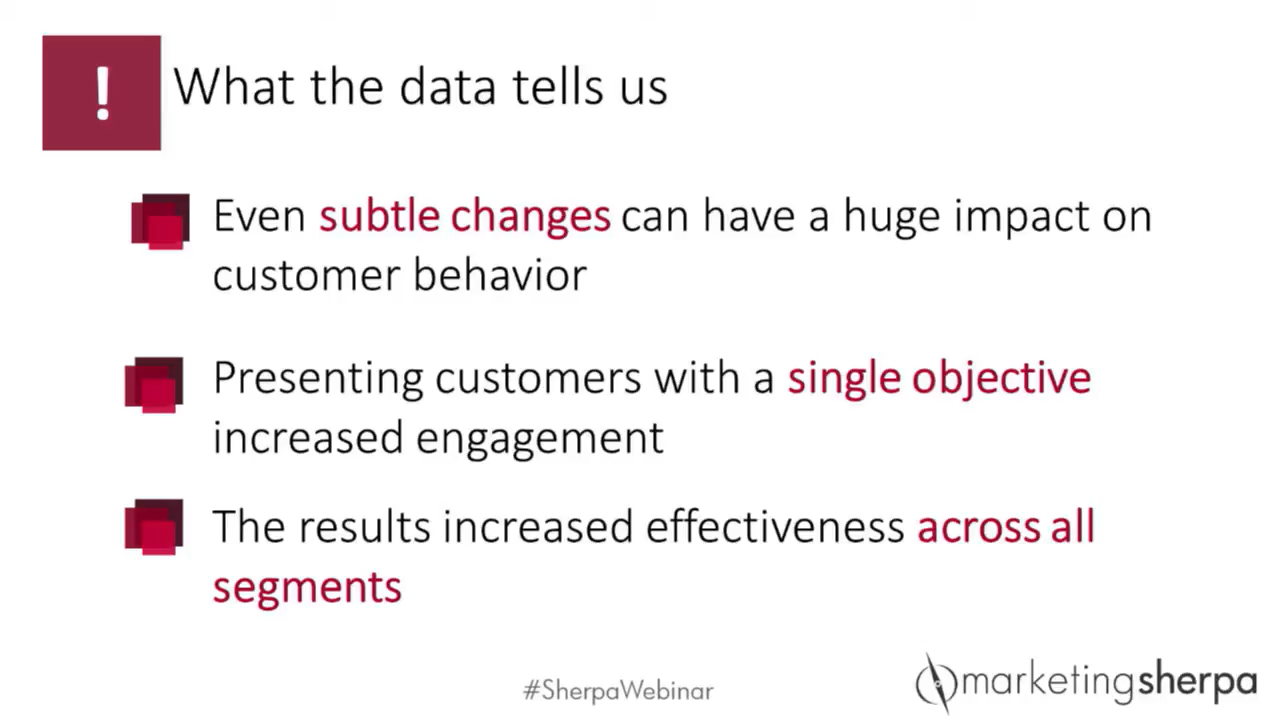 !
What the data tells us
Even subtle changes can have a huge impact on
customer behavior
Presenting customers with a single objective
increased engagement
The results increased effectiveness across all
segments
#SherpaWebinar
marketingsherpa